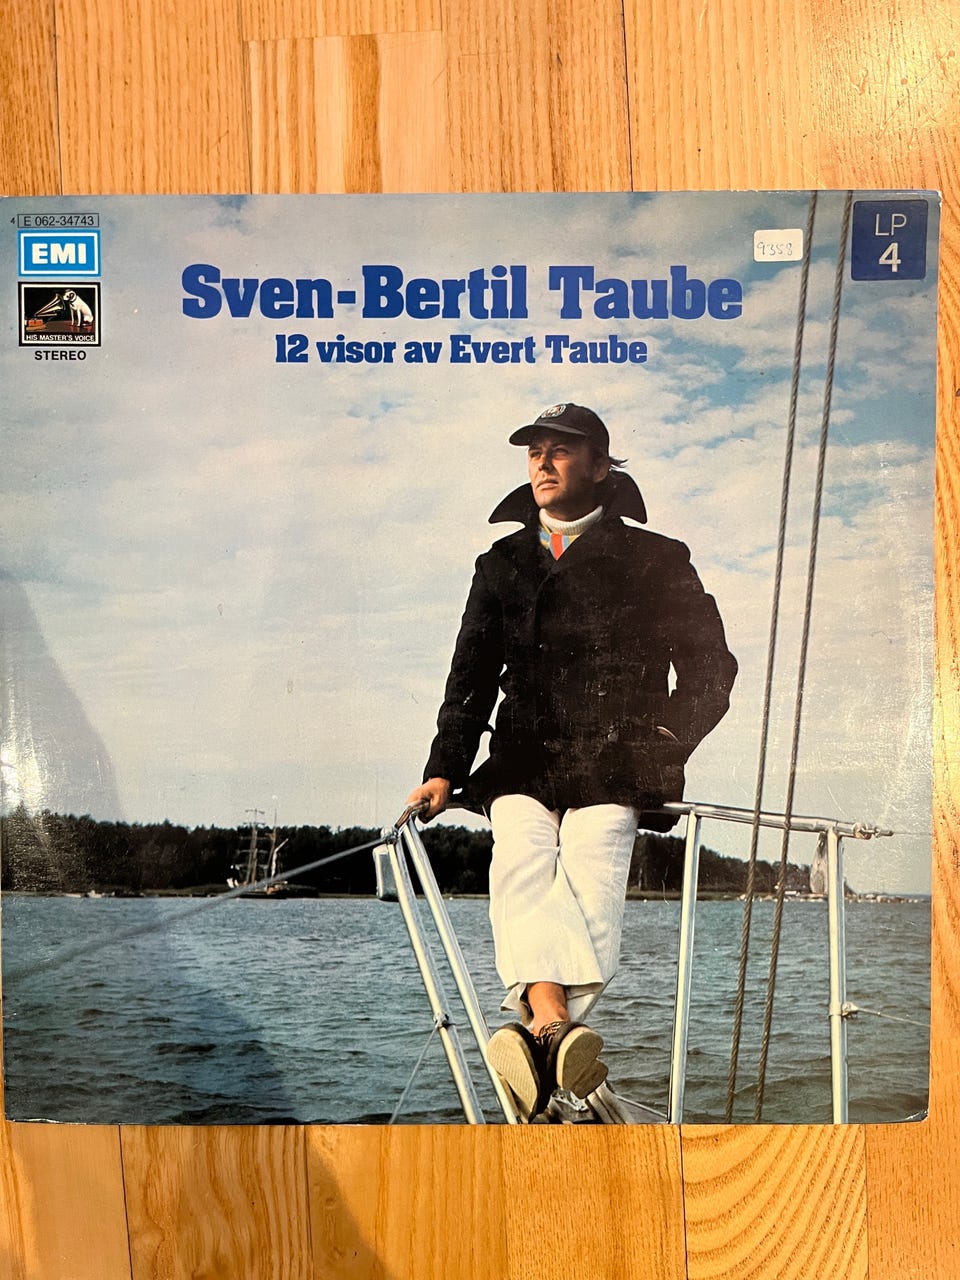 4 E 062-34743
EMI
HIS MASTER'S VOICE
STEREO
Sven-Bertil Taube
12 visor av Evert Taube
9358
LP
4